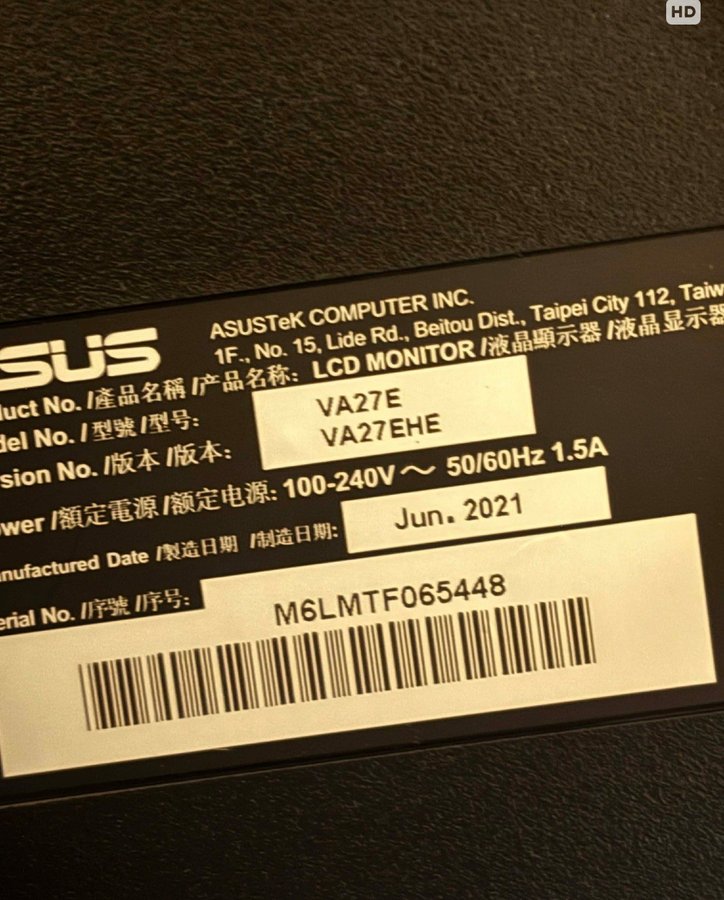 HD
SUS
ASUSTeK COMPUTER INC.
1F., No. 15, Lide Rd., Beitou Dist., Taipei City 112, Taiw
duct No. /產品名稱 /产品名称: LCD MONITOR /液晶顯示器 /液晶显示器
del No. /型號 /型号: VA27E
sion No. /版本 /版本: VA27EHE
ower /額定電源 /额定电源: 100-240V～ 50/60Hz 1.5A
anufactured Date /製造日期 /制造日期: Jun. 2021
erial No. /序號 /序号: M6LMTF065448